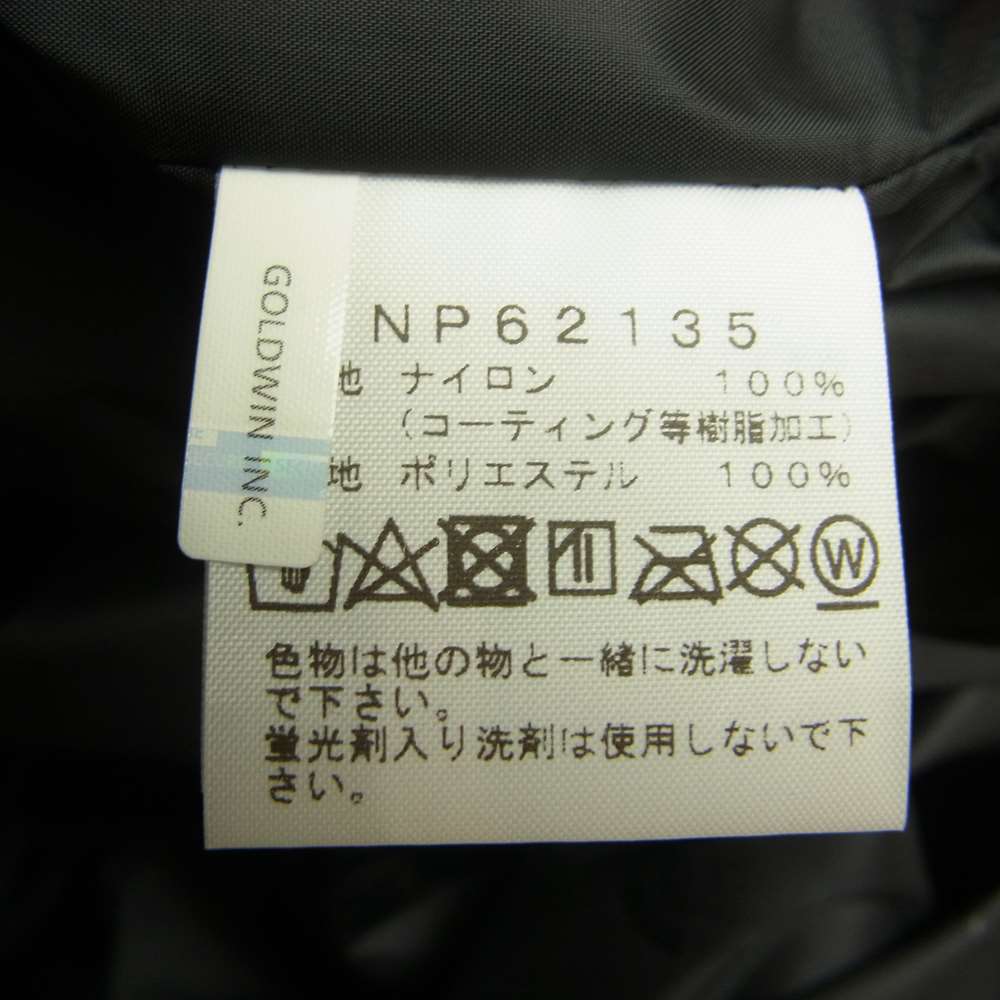 GOLDWIN INC.
NP62135
地 ナイロン 100%
(コーティング等樹脂加工)
地 ポリエステル 100%
W
色物は他の物と一緒に洗濯しない
で下さい。
蛍光剤入り洗剤は使用しないで下
さい。